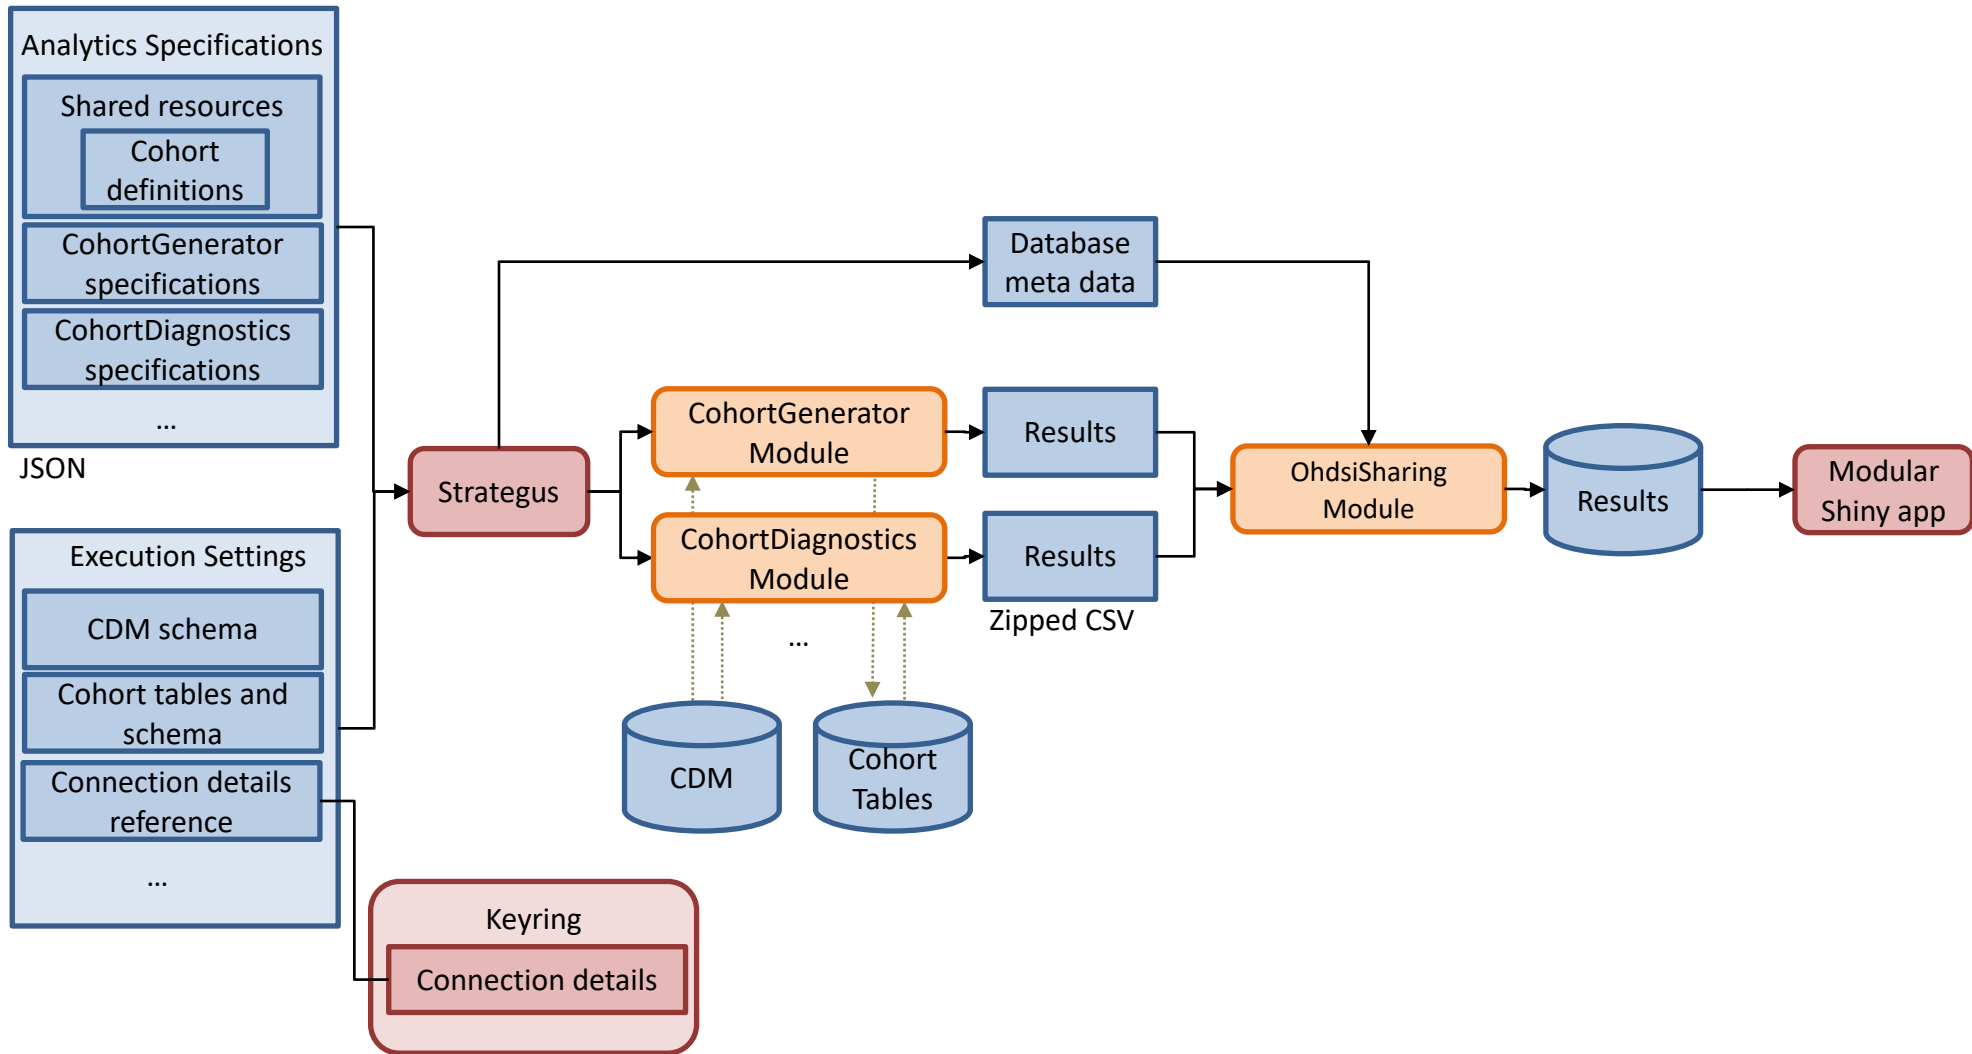 Analytics Specifications
Shared resources
Cohort
definitions
CohortGenerator
specifications
CohortDiagnostics
specifications
...
JSON
Execution Settings
CDM schema
Cohort tables and
schema
Connection details
reference
...
Keyring
Connection details
Strategus
Database
meta data
CohortGenerator
Module
Results
CohortDiagnostics
Module
Results
Zipped CSV
...
CDM
Cohort
Tables
OhdsiSharing
Module
Results
Modular
Shiny app